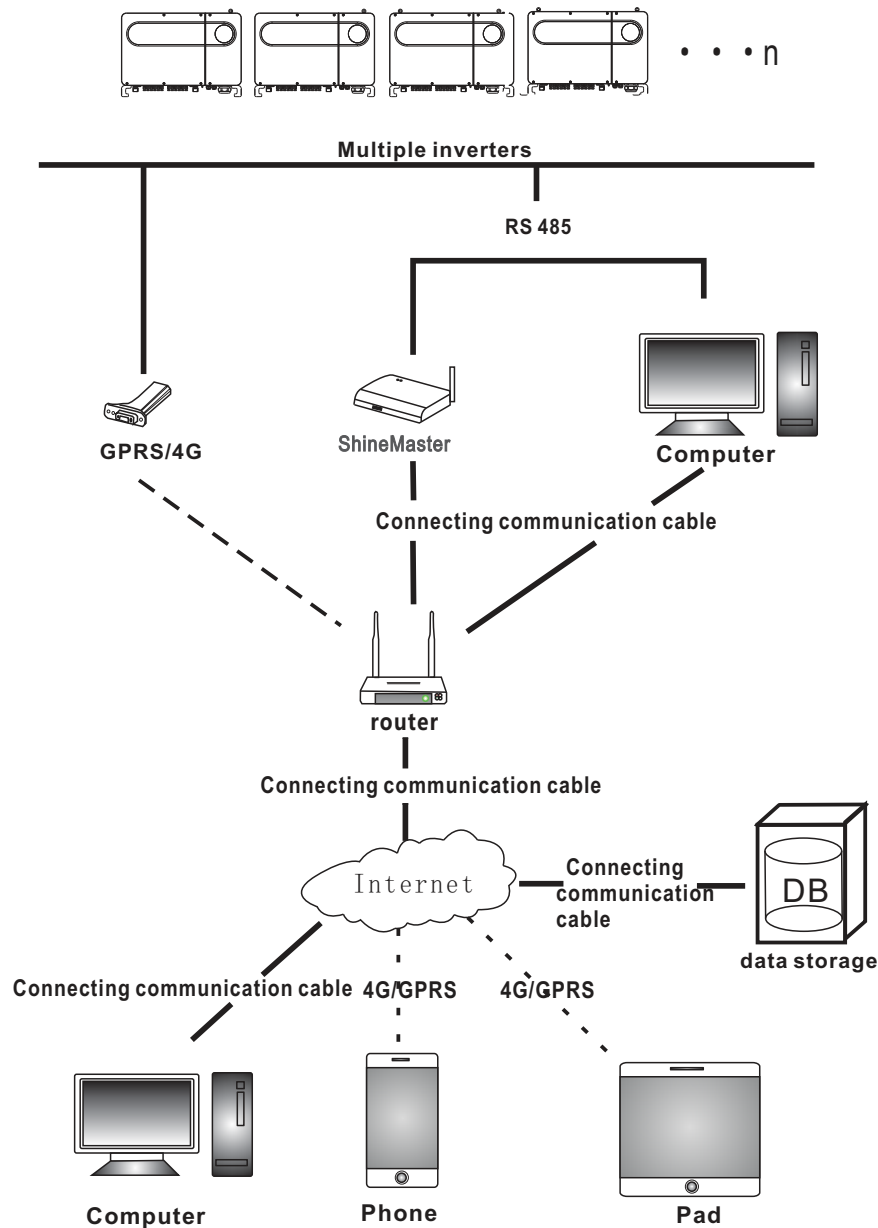 · · · n
Multiple inverters
RS 485
GPRS/4G
ShineMaster
Computer
Connecting communication cable
router
Connecting communication cable
Internet
Connecting
communication
cable
DB
data storage
Connecting communication cable
4G/GPRS
4G/GPRS
Computer
Phone
Pad